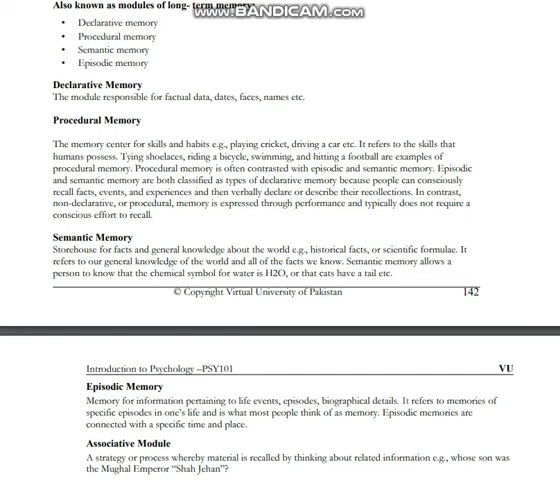 Also known as modules of long- term memory:
www.BANDICAM.com
• Declarative memory
• Procedural memory
• Semantic memory
• Episodic memory
Declarative Memory
The module responsible for factual data, dates, faces, names etc.
Procedural Memory
The memory center for skills and habits e.g., playing cricket, driving a car etc. It refers to the skills that
humans possess. Tying shoelaces, riding a bicycle, swimming, and hitting a football are examples of
procedural memory. Procedural memory is often contrasted with episodic and semantic memory. Episodic
and semantic memory are both classified as types of declarative memory because people can consciously
recall facts, events, and experiences and then verbally declare or describe their recollections. In contrast,
non-declarative, or procedural, memory is expressed through performance and typically does not require a
conscious effort to recall.
Semantic Memory
Storehouse for facts and general knowledge about the world e.g., historical facts, or scientific formulae. It
refers to our general knowledge of the world and all of the facts we know. Semantic memory allows a
person to know that the chemical symbol for water is H2O, or that cats have a tail etc.
© Copyright Virtual University of Pakistan 142
Introduction to Psychology –PSY101 VU
Episodic Memory
Memory for information pertaining to life events, episodes, biographical details. It refers to memories of
specific episodes in one's life and is what most people think of as memory. Episodic memories are
connected with a specific time and place.
Associative Module
A strategy or process whereby material is recalled by thinking about related information e.g., whose son was
the Mughal Emperor “Shah Jehan”?